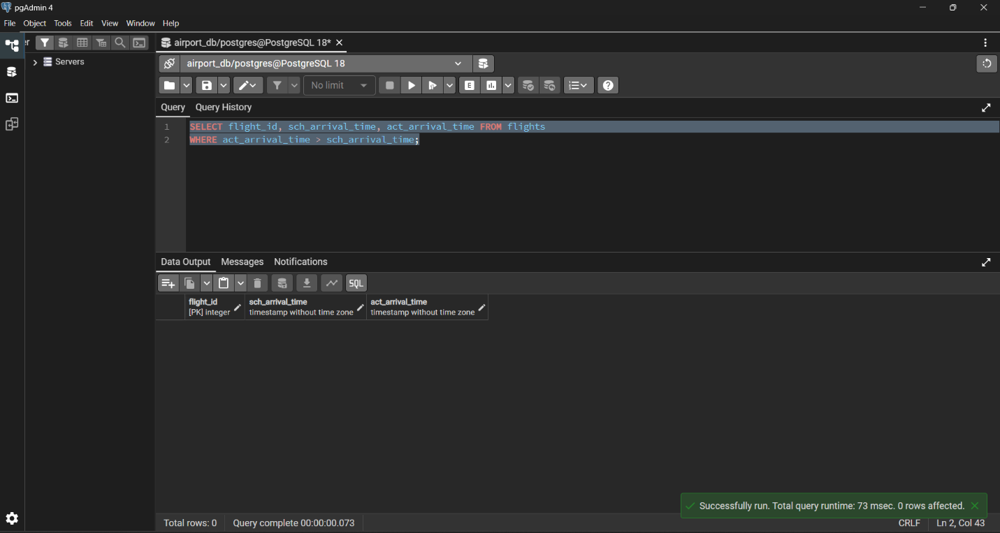 pgAdmin 4
File Object Tools Edit View Window Help
er
airport_db/postgres@PostgreSQL 18*
Servers
airport_db/postgres@PostgreSQL 18
No limit
E
Query Query History
1 SELECT flight_id, sch_arrival_time, act_arrival_time FROM flights
2 WHERE act_arrival_time > sch_arrival_time;
Data Output Messages Notifications
SQL
flight_id sch_arrival_time act_arrival_time
[PK] integer timestamp without time zone timestamp without time zone
Successfully run. Total query runtime: 73 msec. 0 rows affected.
Total rows: 0 Query complete 00:00:00.073 CRLF Ln 2, Col 43